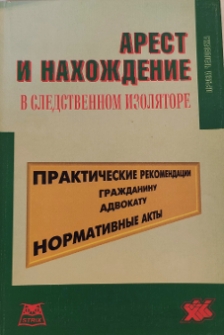 АРЕСТ
И НАХОЖДЕНИЕ
В СЛЕДСТВЕННОМ ИЗОЛЯТОРЕ
ПРАКТИЧЕСКИЕ РЕКОМЕНДАЦИИ
ГРАЖДАНИНУ
АДВОКАТУ
НОРМАТИВНЫЕ АКТЫ